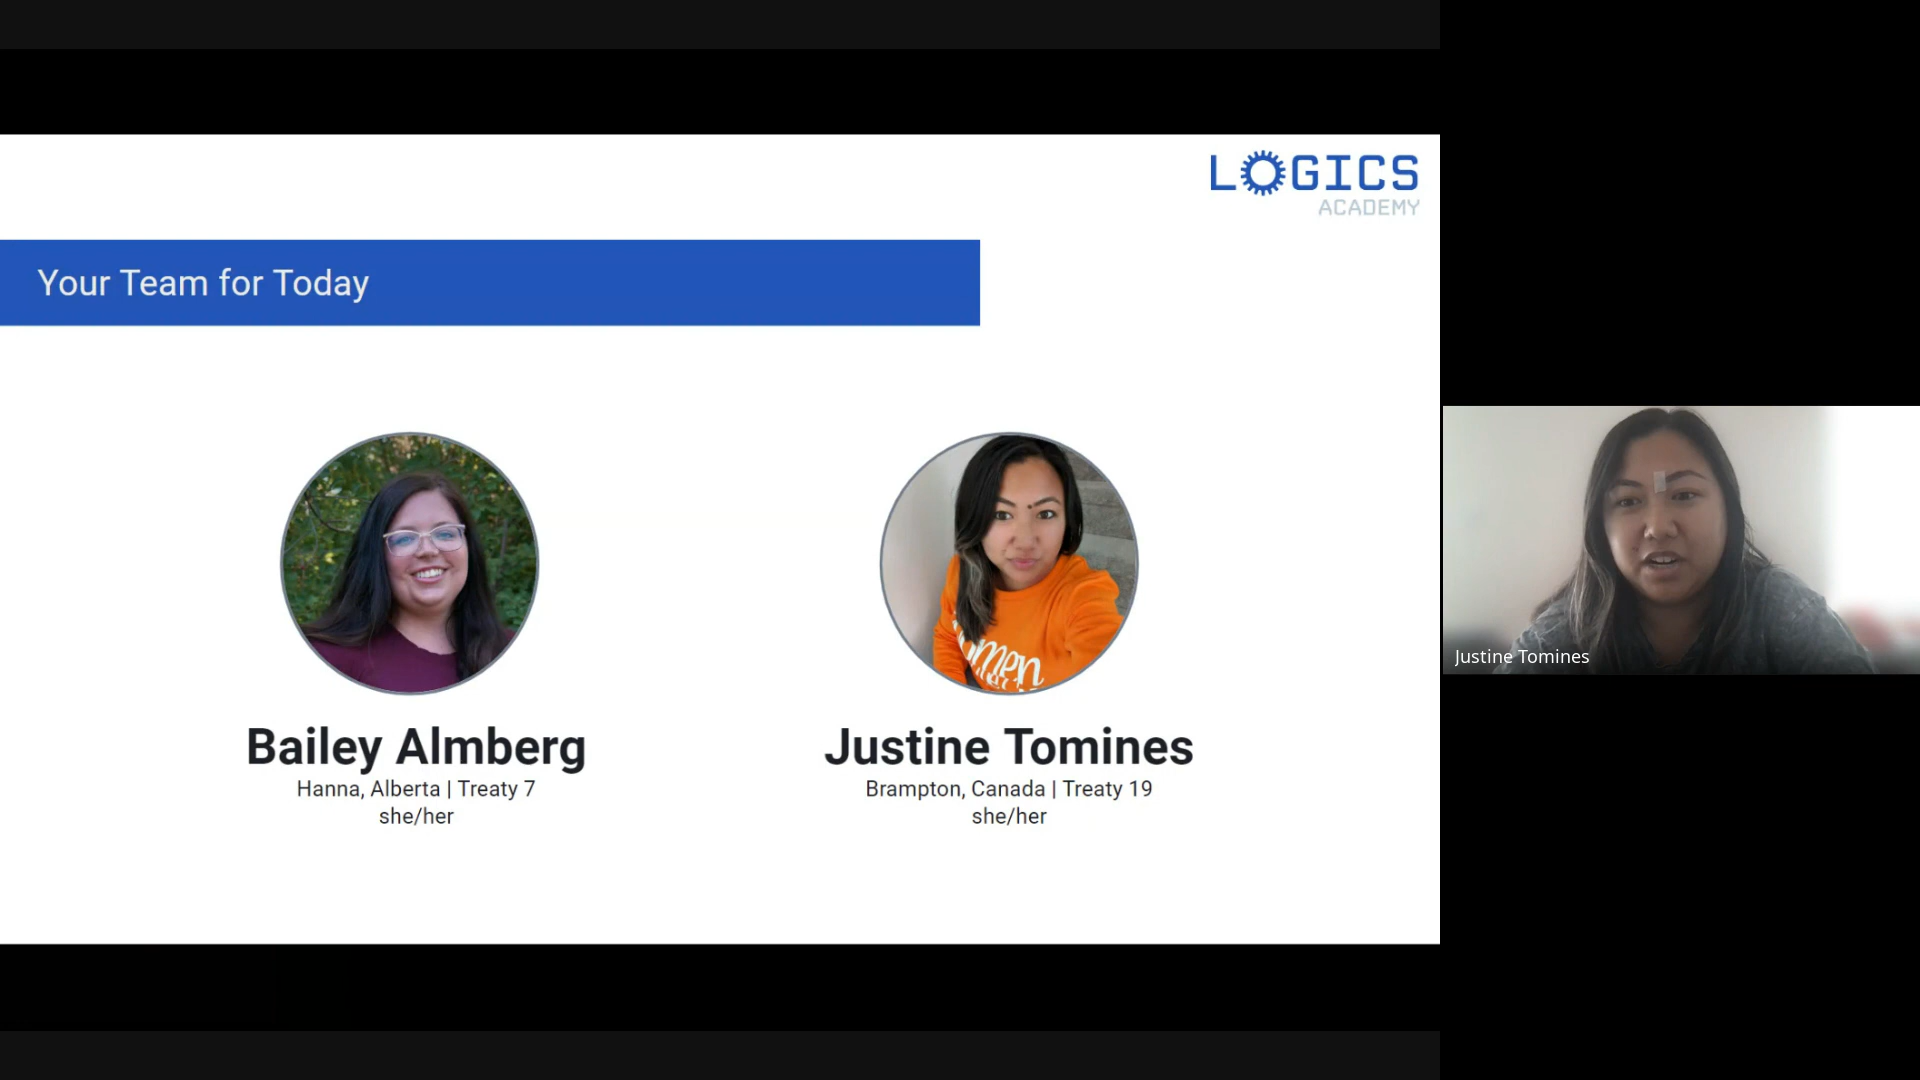 LOGICS
ACADEMY
Your Team for Today
Bailey Almberg
Hanna, Alberta | Treaty 7
she/her
Justine Tomines
Brampton, Canada | Treaty 19
she/her
Justine Tomines